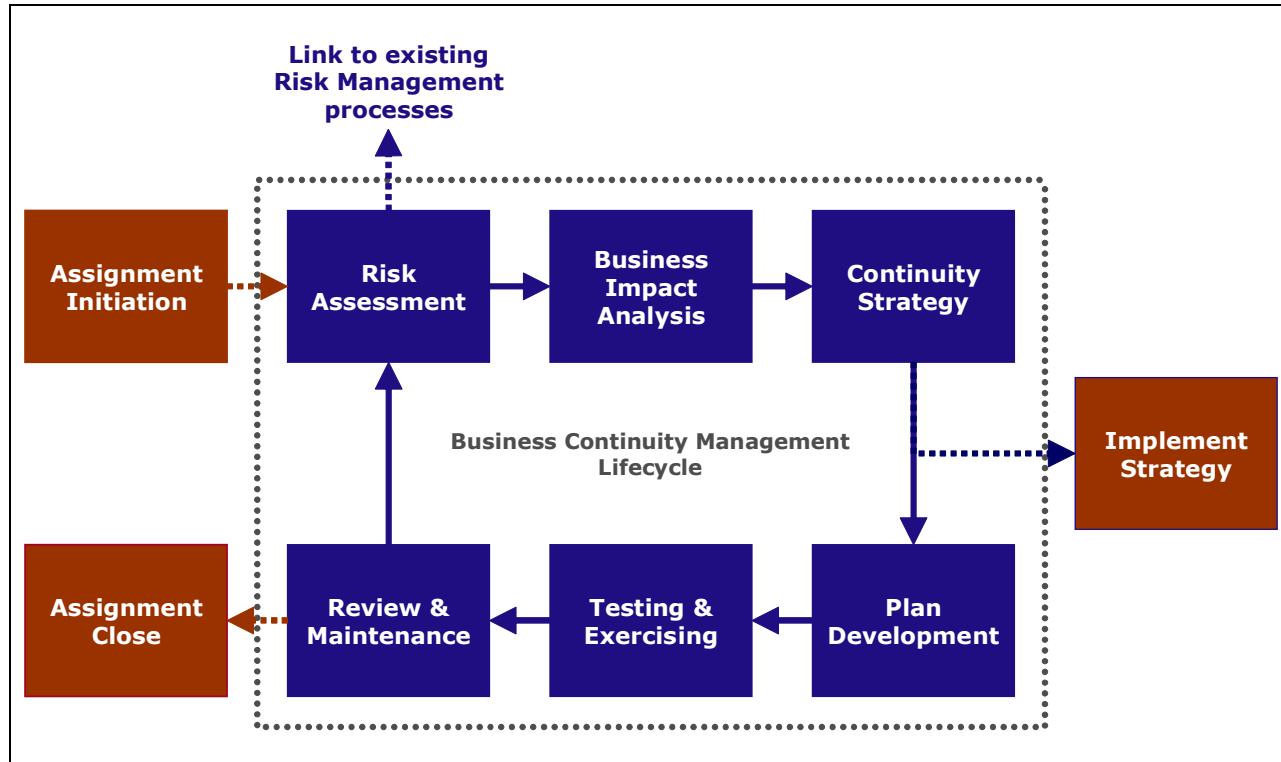 Link to existing
Risk Management
processes
Assignment
Initiation
Risk
Assessment
Business
Impact
Analysis
Continuity
Strategy
Business Continuity Management
Lifecycle
Implement
Strategy
Assignment
Close
Review &
Maintenance
Testing &
Exercising
Plan
Development